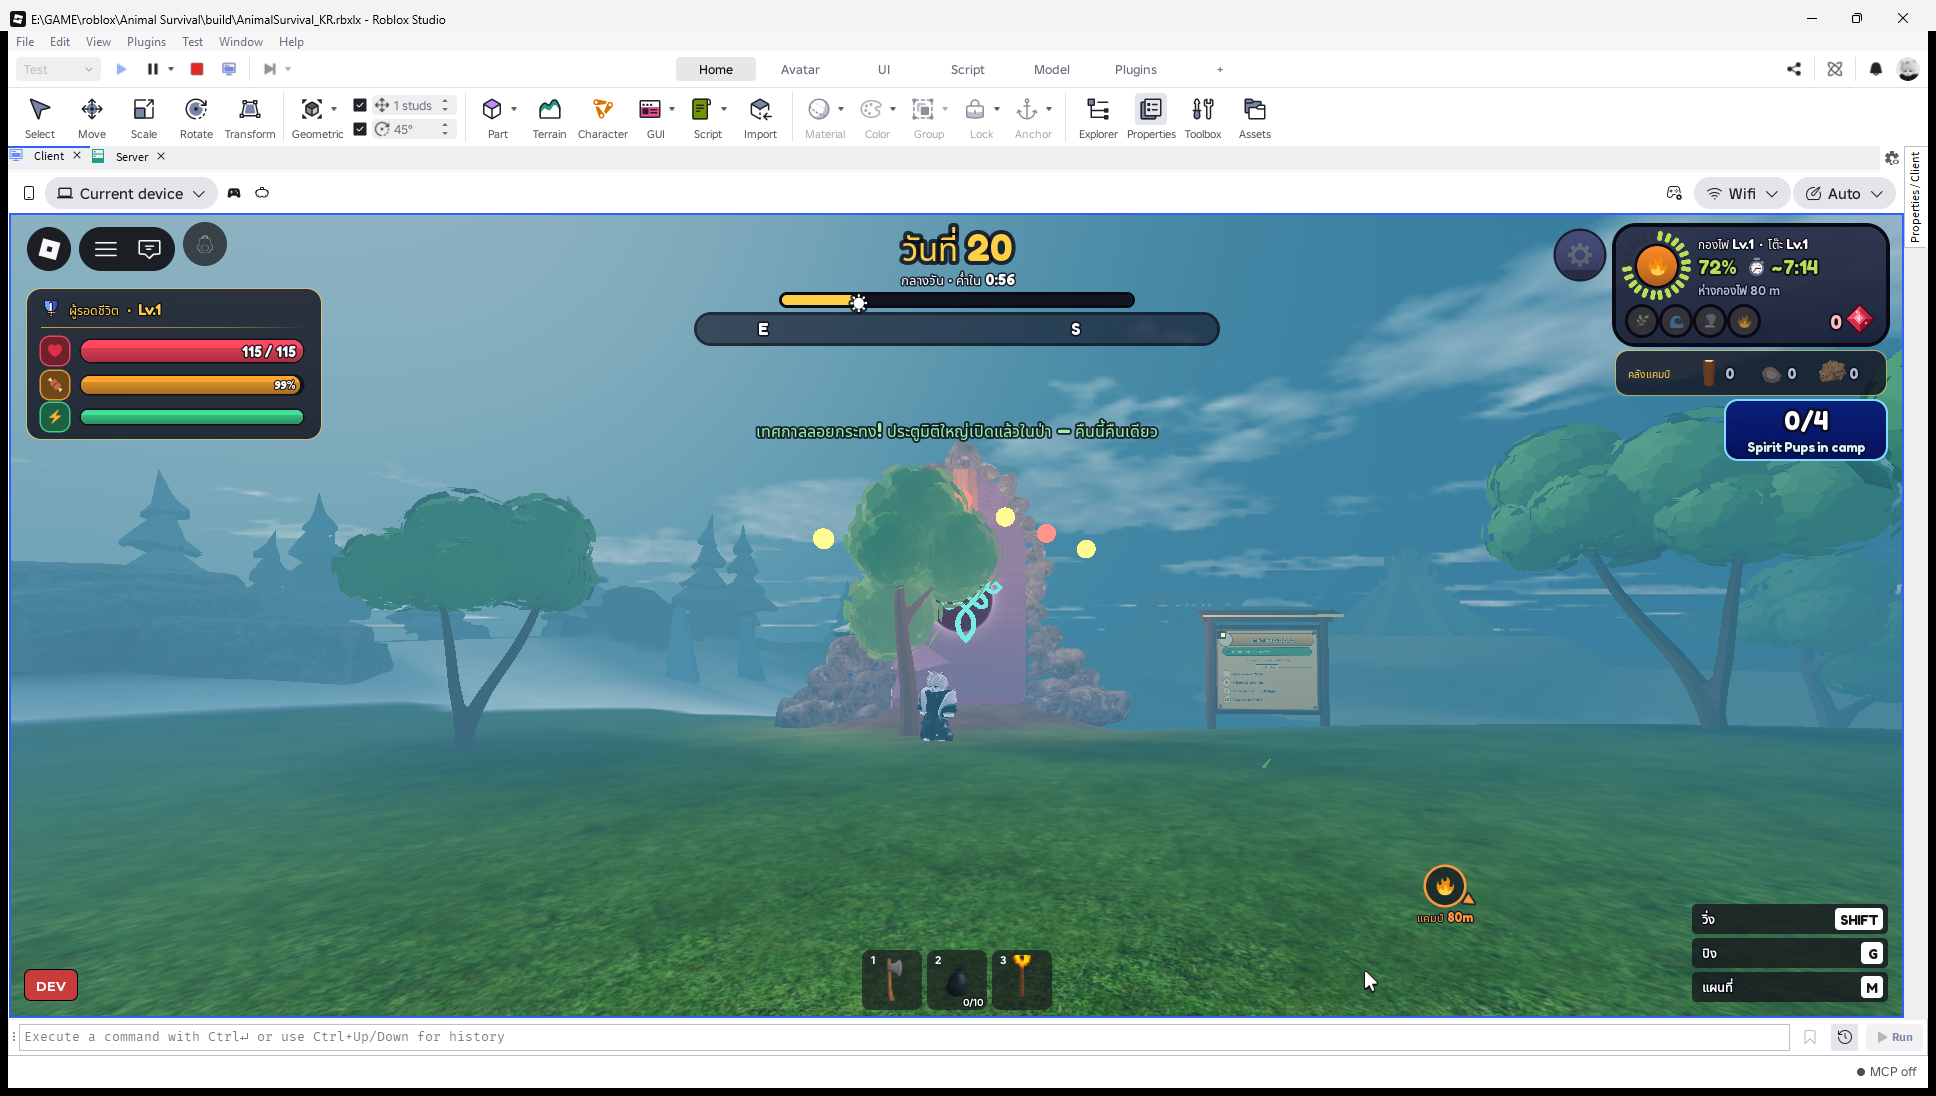 E:\GAME\roblox\Animal Survival\build\AnimalSurvival_KR.rbxlx - Roblox Studio
File Edit View Plugins Test Window Help
Test
Home Avatar UI Script Model Plugins +
1 studs
45°
Select Move Scale Rotate Transform Geometric Part Terrain Character GUI Script Import Material Color Group Lock Anchor Explorer Properties Toolbox Assets
Client Server
Properties / Client
Current device
Wifi Auto
วันที่ 20
กลางวัน • ค่ำใน 0:56
E S
ผู้รอดชีวิต • Lv.1
115 / 115
99%
กองไฟ Lv.1 · โต๊ะ Lv.1
72% ~7:14
ห่างกองไฟ 80 m
0
คลังแคมป์ 0 0 0
0/4
Spirit Pups in camp
เทศกาลลอยกระทง! ประตูมิติใหญ่เปิดแล้วในป่า — คืนนี้คืนเดียว
แคมป์ 80m
วิ่ง SHIFT
ปิง G
แผนที่ M
DEV
1 2 3
0/10
Execute a command with Ctrl↵ or use Ctrl+Up/Down for history
Run
MCP off